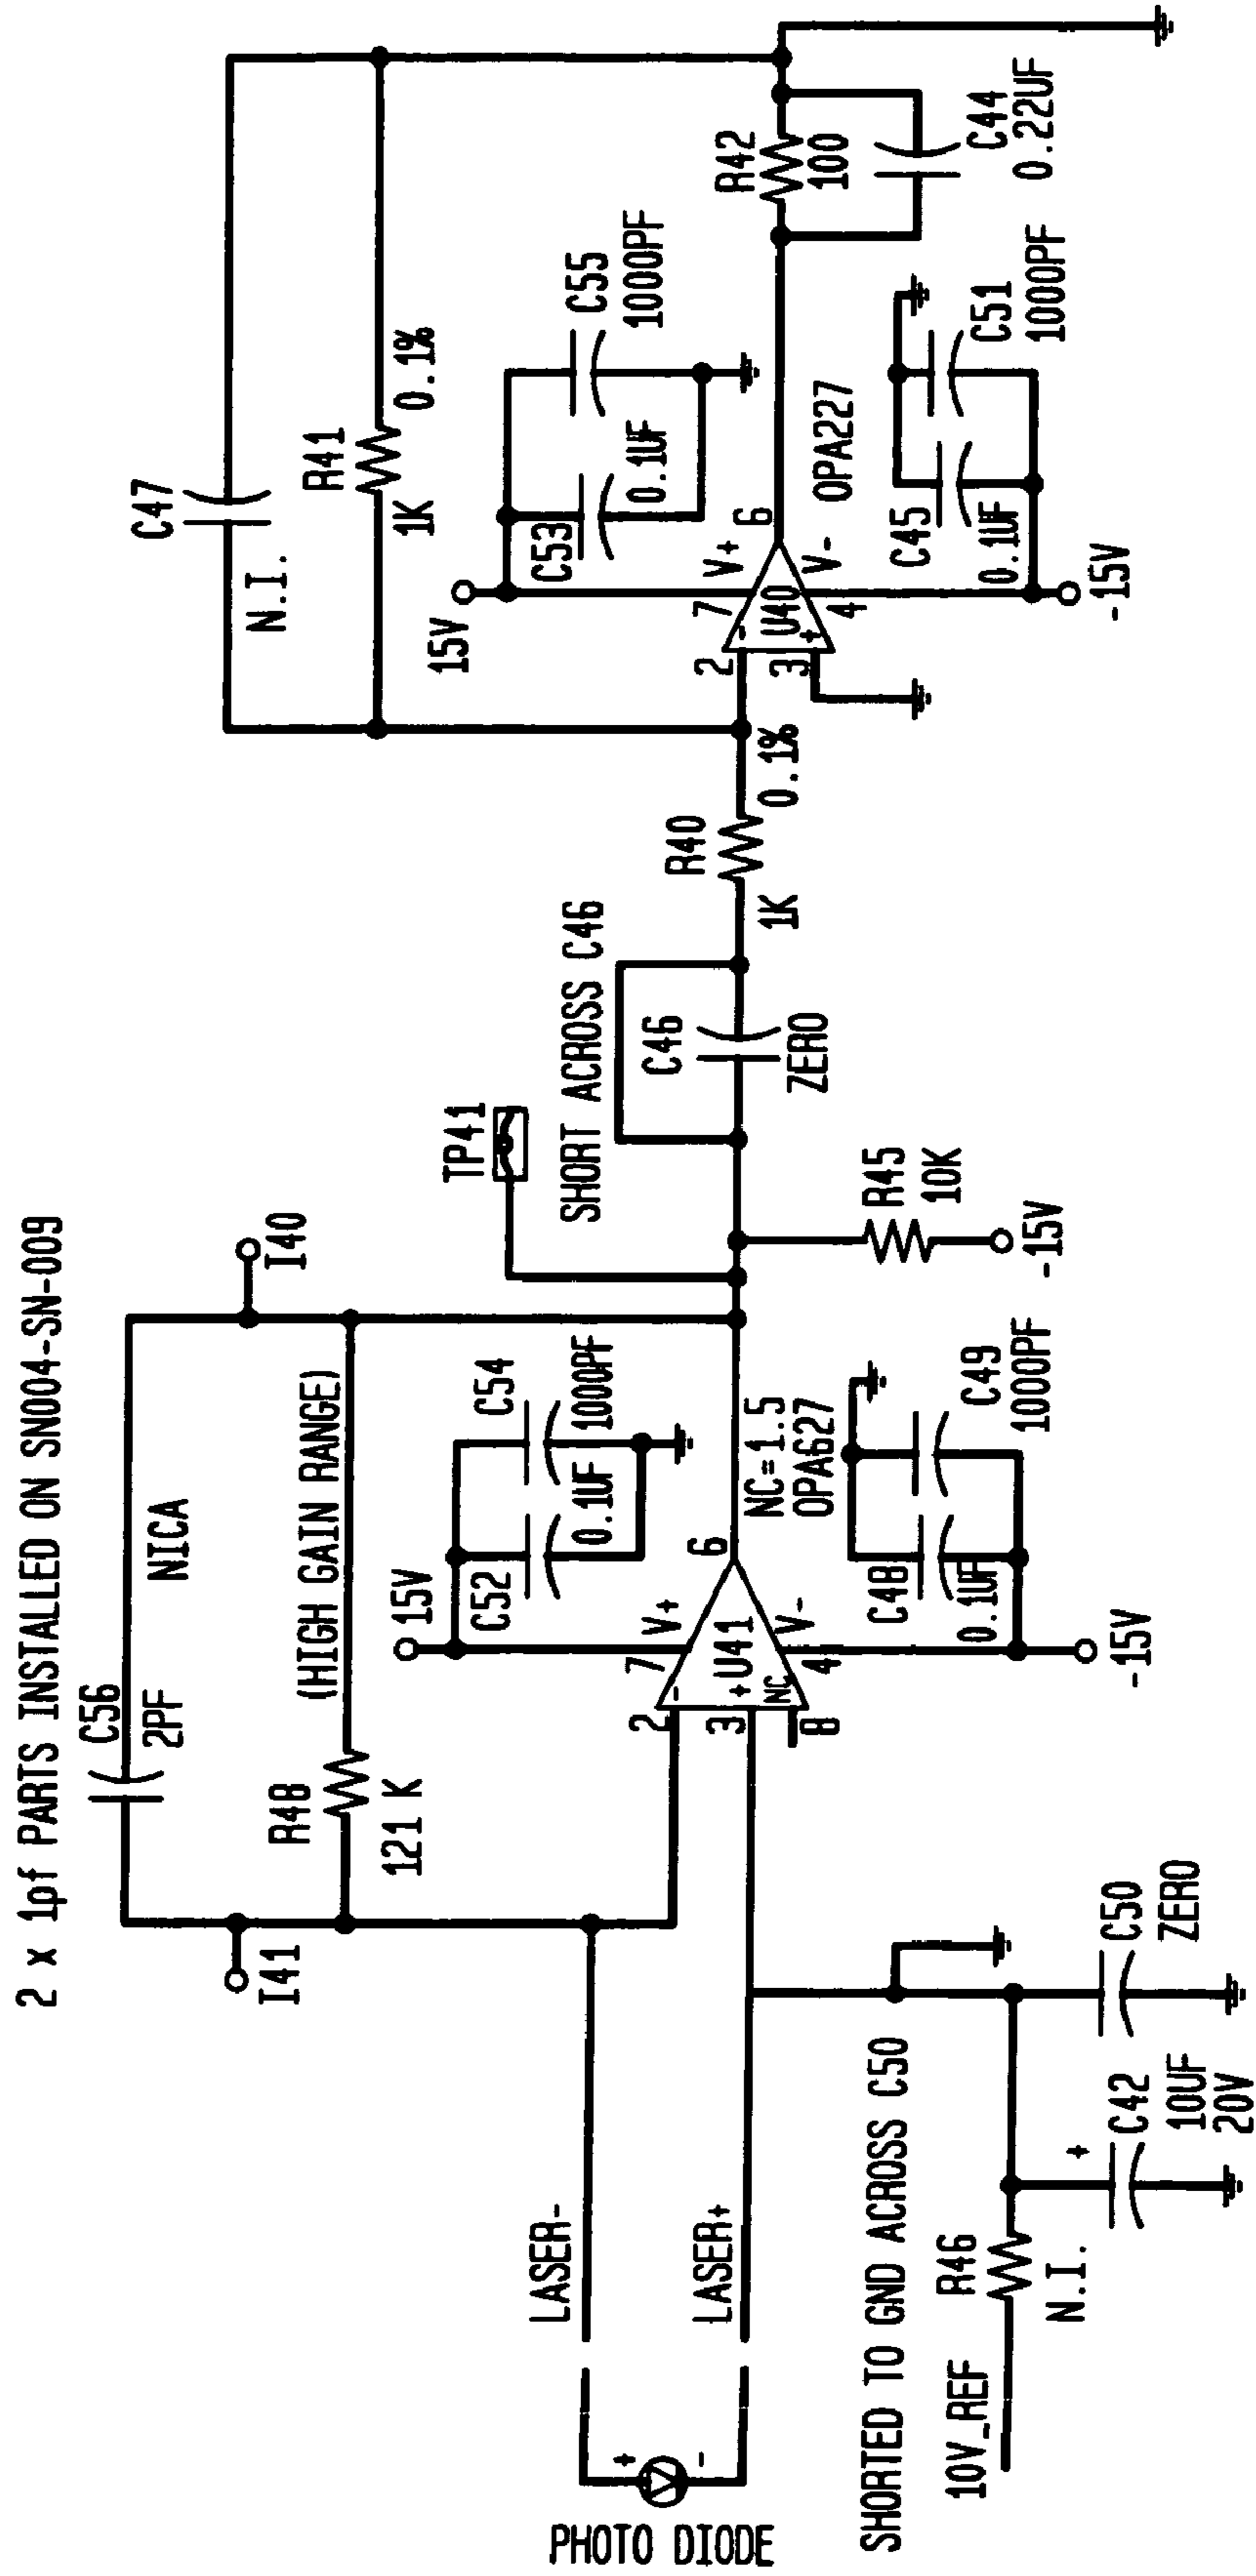 2 x 1pf PARTS INSTALLED ON SN004-SN-009
C56
2PF
NICA
I41
I40
R48
121 K
(HIGH GAIN RANGE)
15V
C52
0.1UF
C54
1000PF
7
V+
2
-
3
+
U41
6
NC
8
4
V-
NC=1.5
OPA627
C48
0.1UF
C49
1000PF
-15V
LASER-
LASER+
+
-
PHOTO DIODE
SHORTED TO GND ACROSS C50
10V_REF
R46
N.I.
+
C42
10UF
20V
C50
ZERO
TP41
SHORT ACROSS C46
C46
ZERO
R45
10K
-15V
R40
1K
0.1%
C47
N.I.
R41
1K
0.1%
15V
C53
0.1UF
C55
1000PF
7
V+
2
-
3
+
U40
6
4
V-
OPA227
C45
0.1UF
C51
1000PF
-15V
R42
100
C44
0.22UF